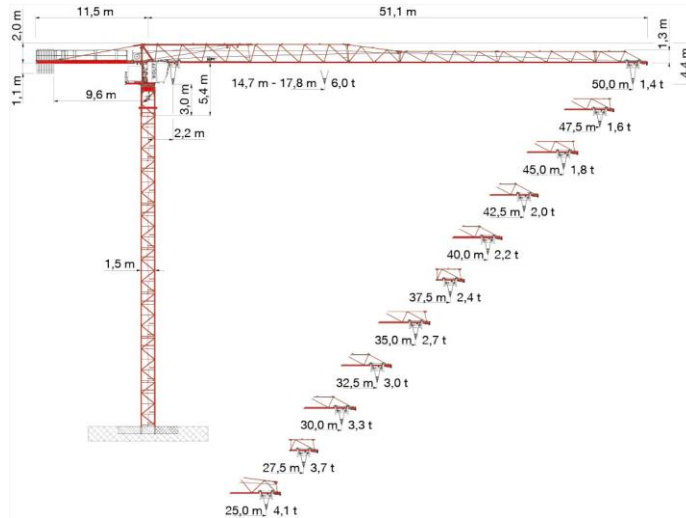 11,5 m
51,1 m
2,0 m
1,3 m
4,4 m
1,1 m
9,6 m
3,0 m
5,4 m
2,2 m
14,7 m - 17,8 m 6,0 t
50,0 m 1,4 t
47,5 m 1,6 t
45,0 m 1,8 t
42,5 m 2,0 t
40,0 m 2,2 t
1,5 m
37,5 m 2,4 t
35,0 m 2,7 t
32,5 m 3,0 t
30,0 m 3,3 t
27,5 m 3,7 t
25,0 m 4,1 t